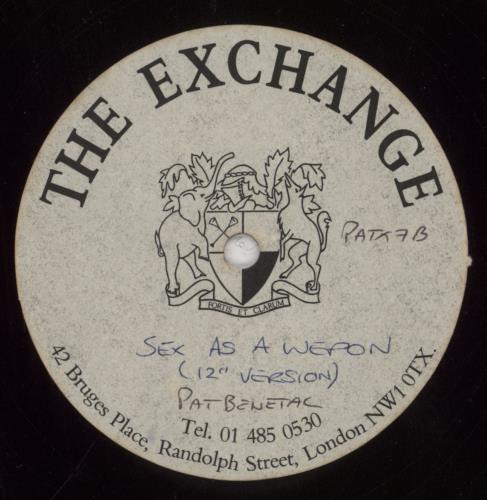 THE EXCHANGE
PATX7B
FORTIS ET CLARUM
SEX AS A WEPON
(12" VERSION)
PAT BENETAC
Tel. 01 485 0530
42 Bruges Place, Randolph Street, London NW1 0TX.